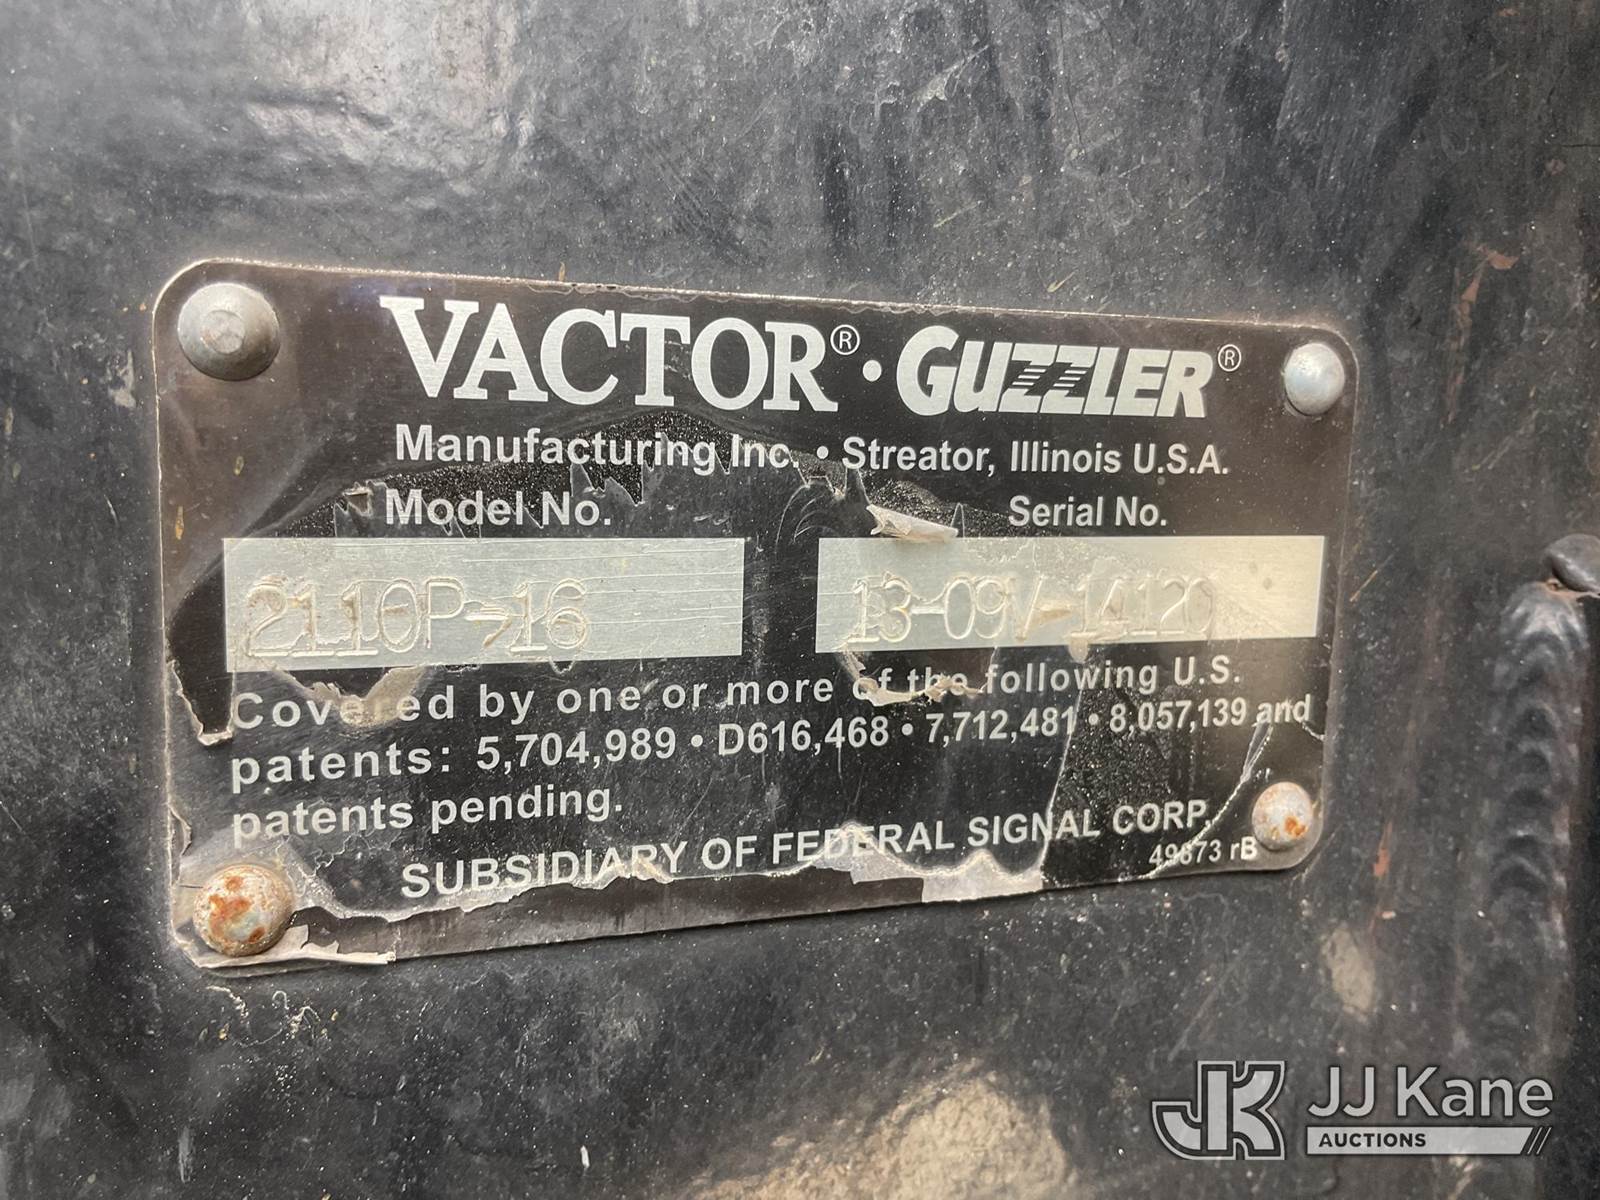 VACTOR® • GUZZLER®
Manufacturing Inc. • Streator, Illinois U.S.A.
Model No. Serial No.
2110P-16 13-09V-14120
Covered by one or more of the following U.S.
patents: 5,704,989 • D616,468 • 7,712,481 • 8,057,139 and
patents pending.
SUBSIDIARY OF FEDERAL SIGNAL CORP.
49873 rB
JJ Kane
AUCTIONS